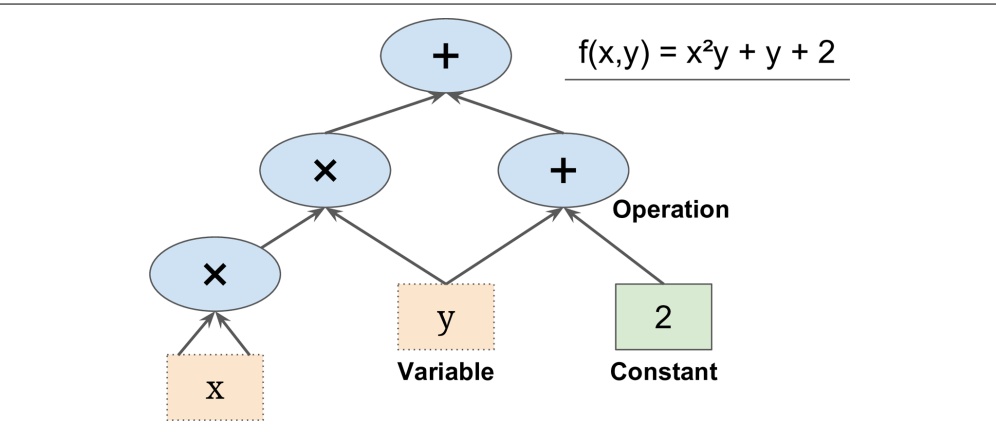 +
f(x,y) = x²y + y + 2
×
+
Operation
×
y
2
Variable
Constant
x